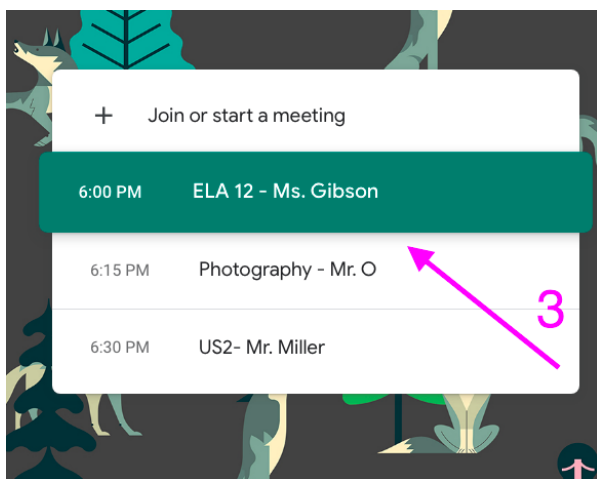 + Join or start a meeting
6:00 PM ELA 12 - Ms. Gibson
6:15 PM Photography - Mr. O
3
6:30 PM US2- Mr. Miller